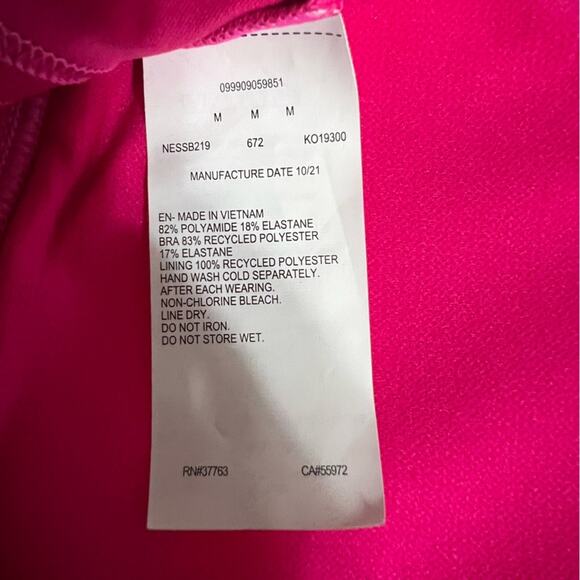 099909059851
M M M
NESSB219 672 KO19300
MANUFACTURE DATE 10/21
EN- MADE IN VIETNAM
82% POLYAMIDE 18% ELASTANE
BRA 83% RECYCLED POLYESTER
17% ELASTANE
LINING 100% RECYCLED POLYESTER
HAND WASH COLD SEPARATELY.
AFTER EACH WEARING.
NON-CHLORINE BLEACH.
LINE DRY.
DO NOT IRON.
DO NOT STORE WET.
RN#37763 CA#55972